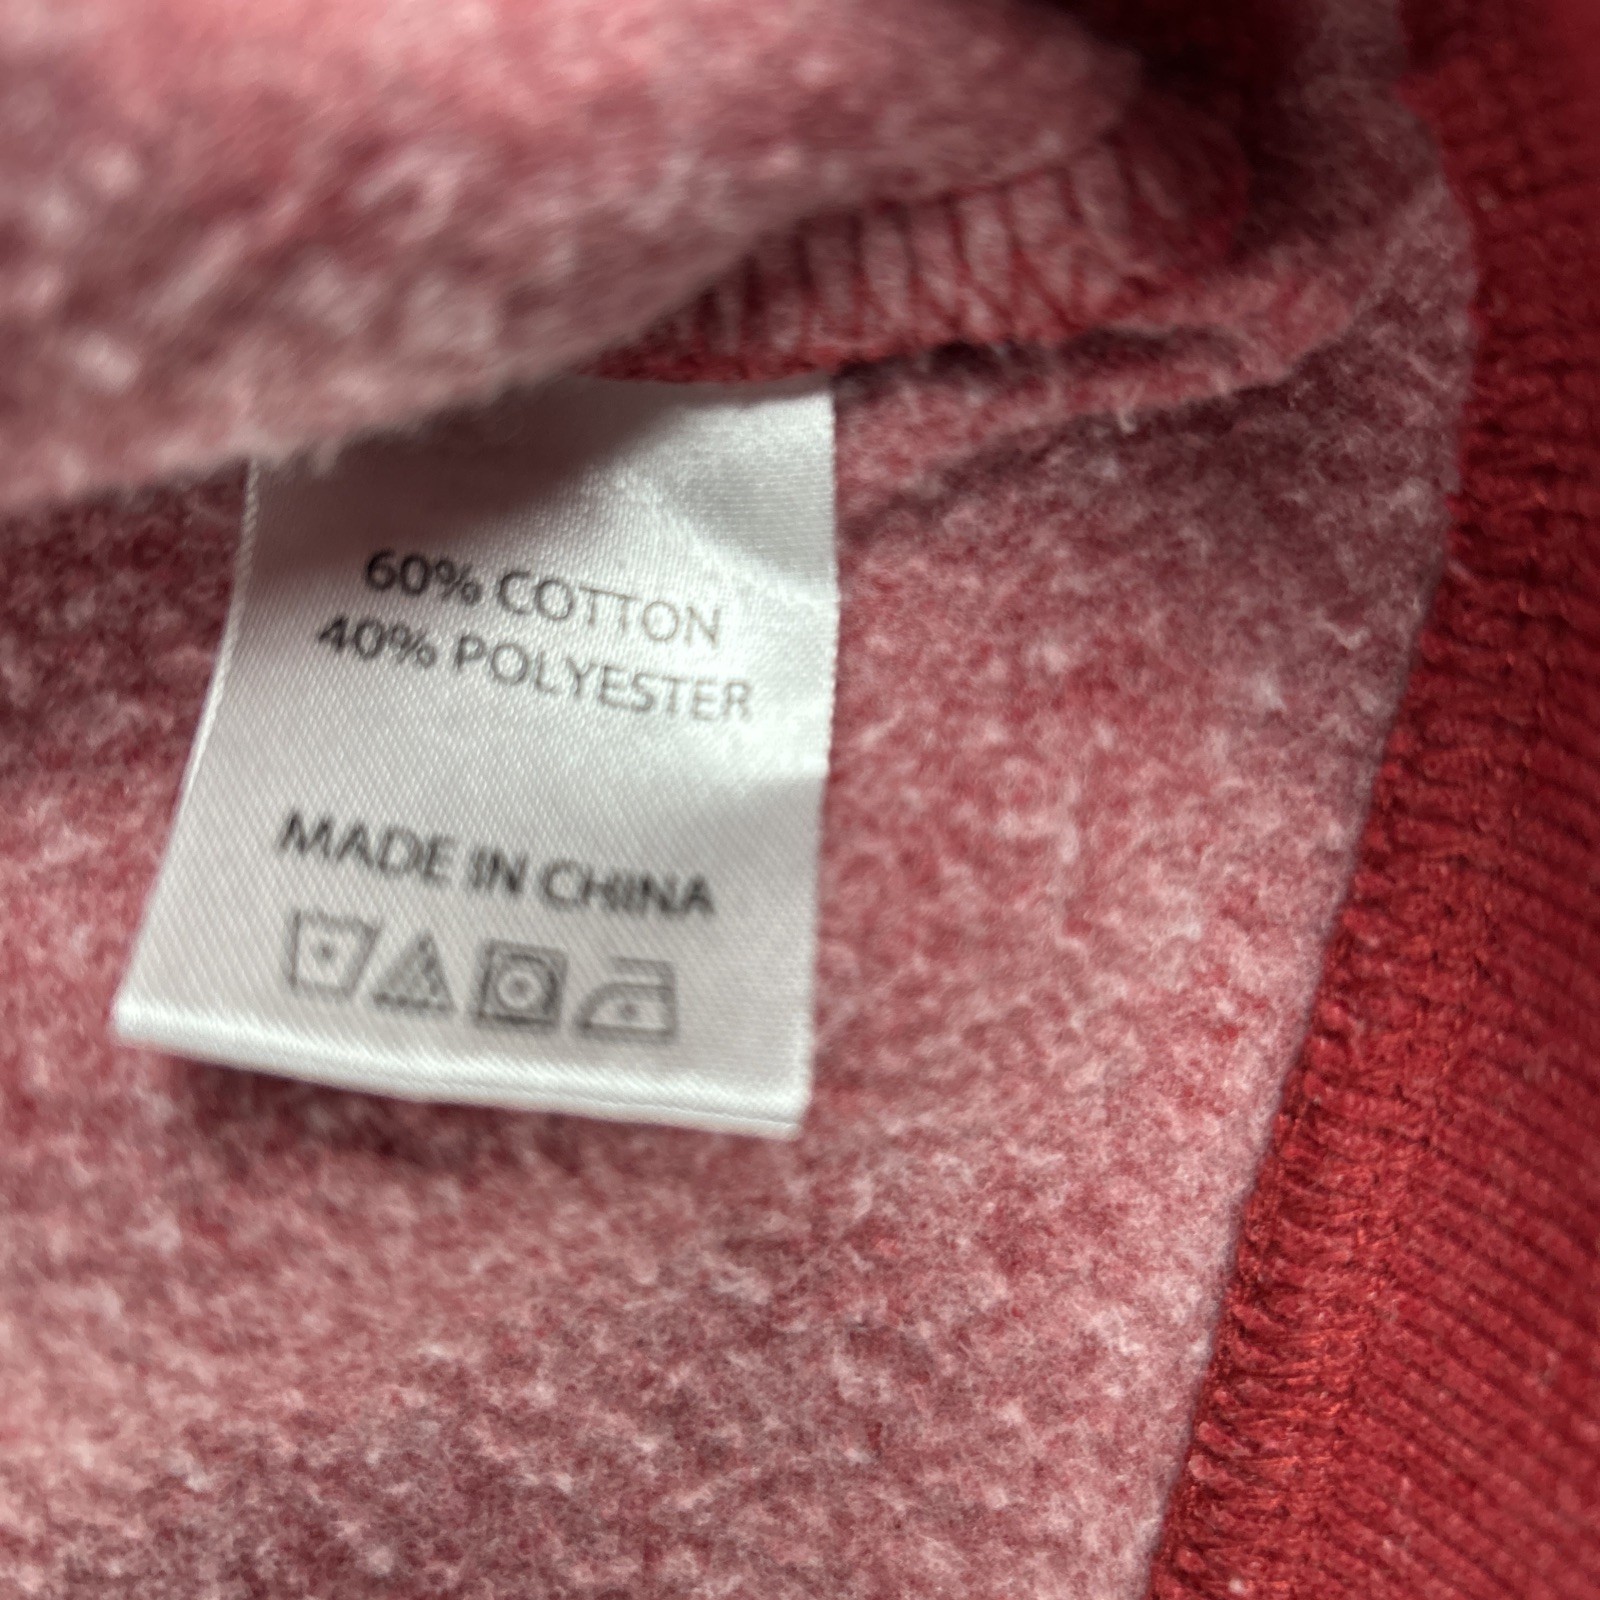 60% COTTON
40% POLYESTER
MADE IN CHINA